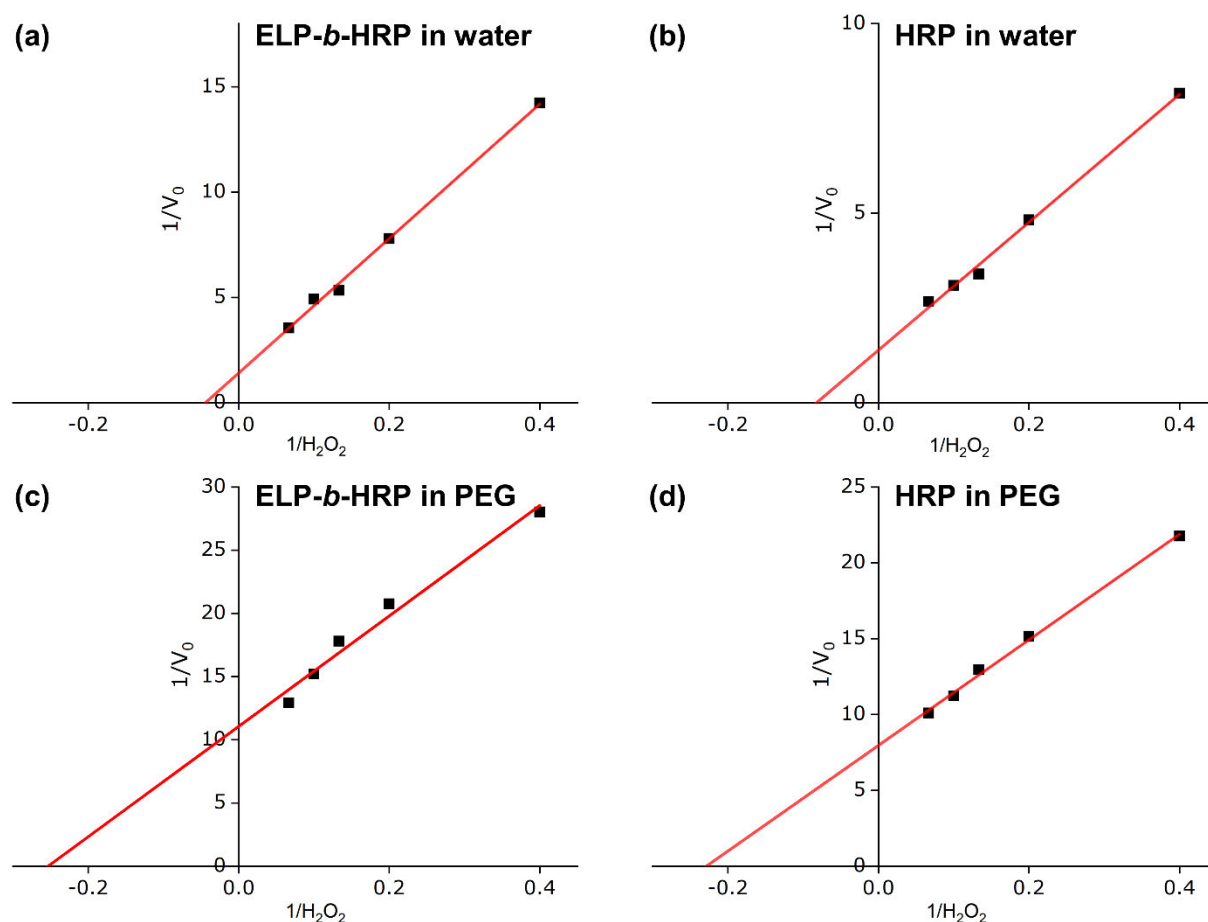 (a) ELP-b-HRP in water
15
10
5
0
1/V₀
-0.2 0.0 0.2 0.4
1/H₂O₂
(b) HRP in water
10
5
0
1/V₀
-0.2 0.0 0.2 0.4
1/H₂O₂
(c) ELP-b-HRP in PEG
30
25
20
15
10
5
0
1/V₀
-0.2 0.0 0.2 0.4
1/H₂O₂
(d) HRP in PEG
25
20
15
10
5
0
1/V₀
-0.2 0.0 0.2 0.4
1/H₂O₂